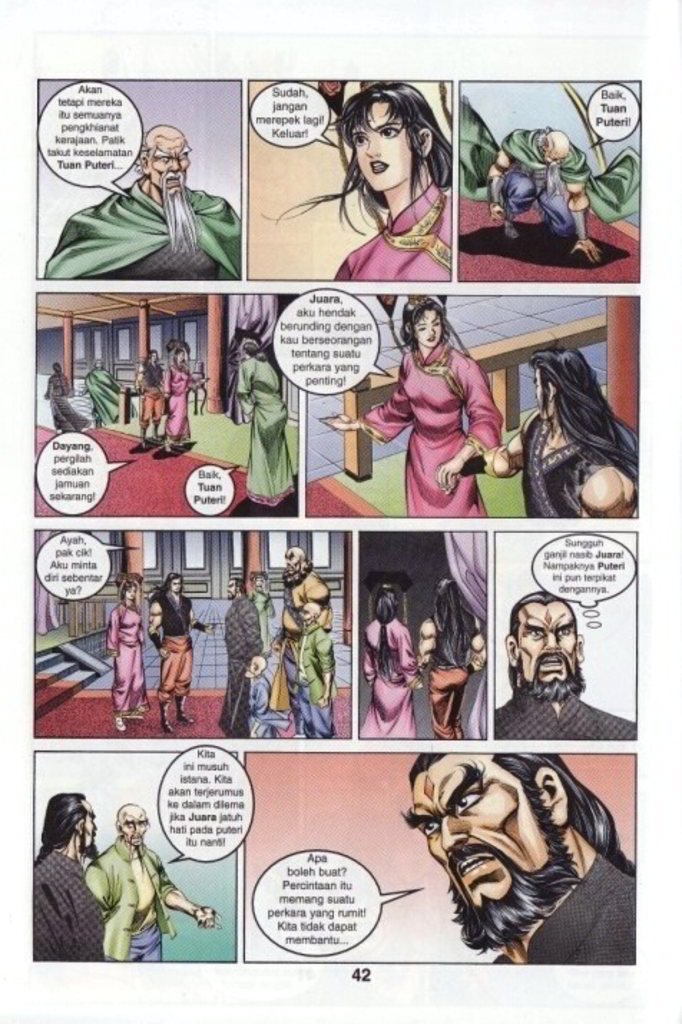 Akan
tetapi mereka
itu semuanya
pengkhianat
kerajaan. Patik
takut keselamatan
Tuan Puteri...
Sudah,
jangan
merepek lagi!
Keluar!
Baik,
Tuan
Puteri!
Juara,
aku hendak
berunding dengan
kau berseorangan
tentang suatu
perkara yang
penting!
Dayang,
pergilah
sediakan
jamuan
sekarang!
Baik,
Tuan
Puteri!
Ayah,
pak cik!
Aku minta
diri sebentar
ya?
Sungguh
ganjil nasib Juara!
Nampaknya Puteri
ini pun terpikat
dengannya.
Kita
ini musuh
istana. Kita
akan terjerumus
ke dalam dilema
jika Juara jatuh
hati pada puteri
itu nanti!
Apa
boleh buat?
Percintaan itu
memang suatu
perkara yang rumit!
Kita tidak dapat
membantu...
42